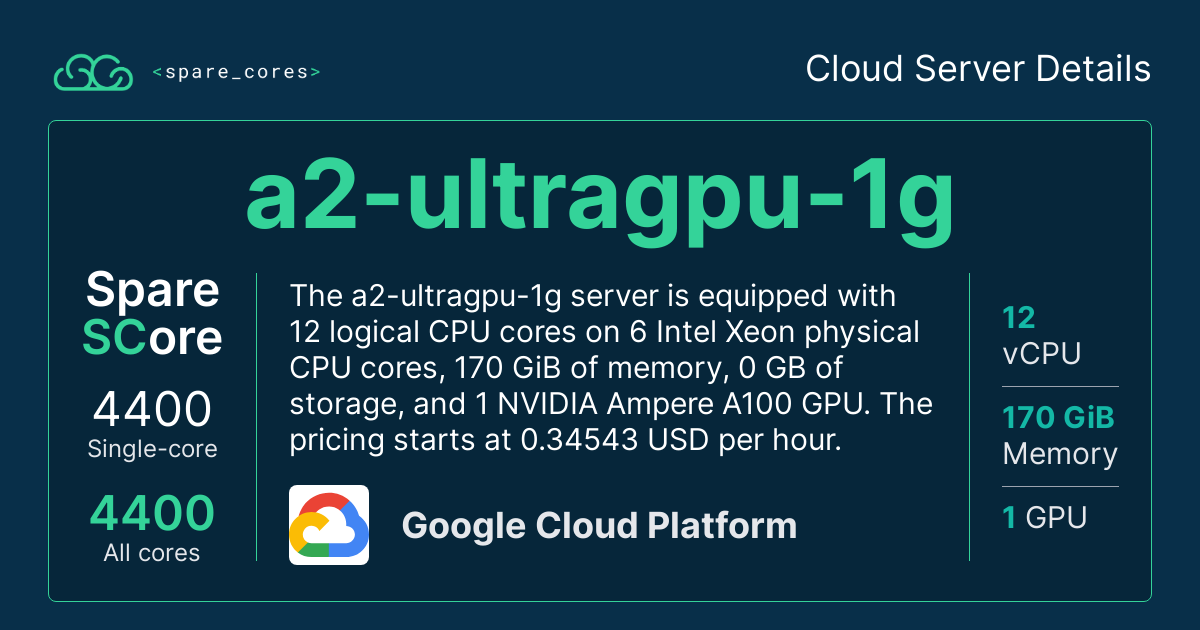 <spare_cores>
Cloud Server Details
a2-ultragpu-1g
Spare
SCore
4400
Single-core
4400
All cores
The a2-ultragpu-1g server is equipped with
12 logical CPU cores on 6 Intel Xeon physical
CPU cores, 170 GiB of memory, 0 GB of
storage, and 1 NVIDIA Ampere A100 GPU. The
pricing starts at 0.34543 USD per hour.
Google Cloud Platform
12
vCPU
170 GiB
Memory
1 GPU